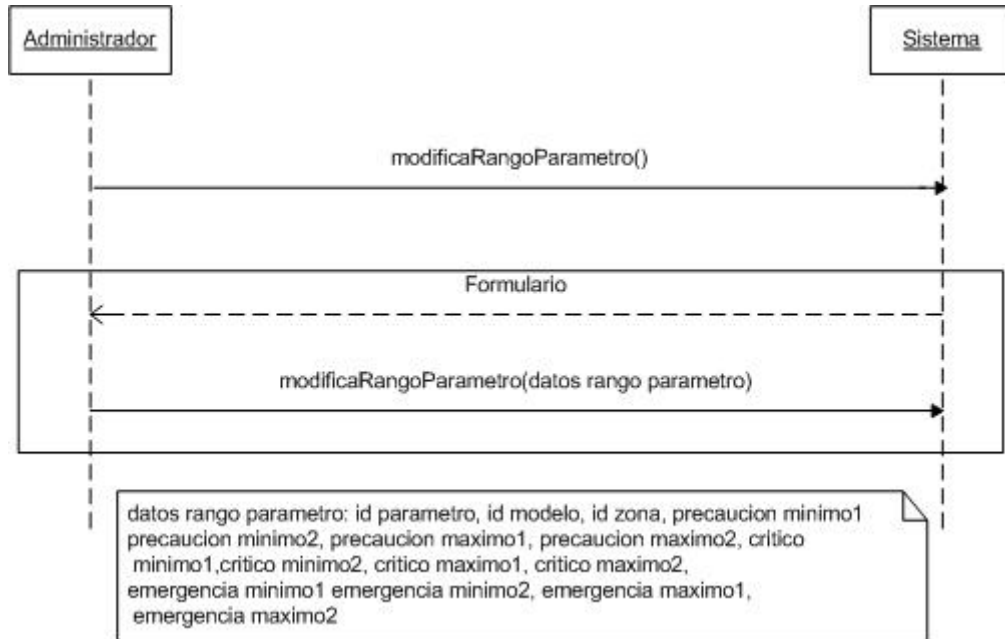 Administrador
Sistema
modificaRangoParametro()
Formulario
modificaRangoParametro(datos rango parametro)
datos rango parametro: id parametro, id modelo, id zona, precaucion minimo1
precaucion minimo2, precaucion maximo1, precaucion maximo2, critico
minimo1,critico minimo2, critico maximo1, critico maximo2,
emergencia minimo1 emergencia minimo2, emergencia maximo1,
emergencia maximo2